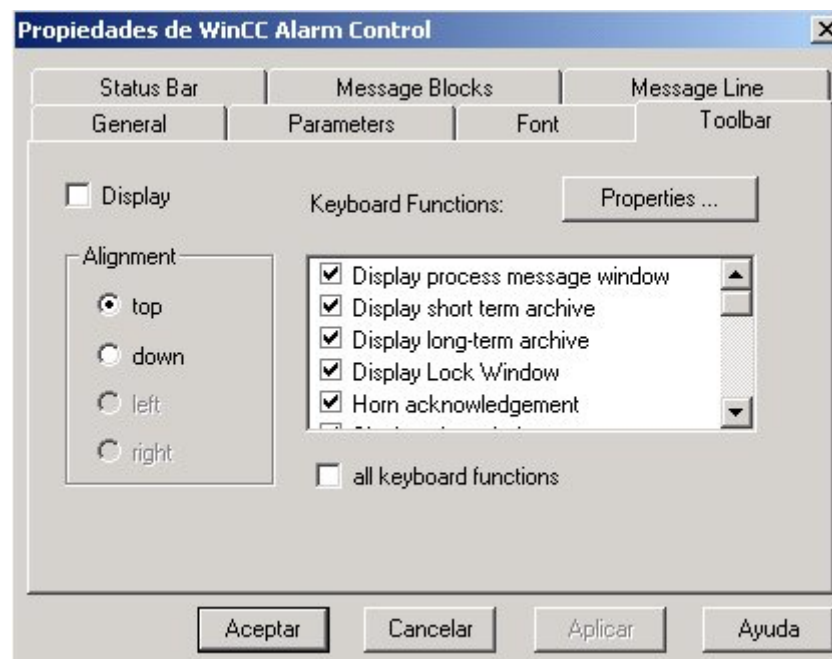 Propiedades de WinCC Alarm Control
Status Bar
Message Blocks
Message Line
General
Parameters
Font
Toolbar
Display
Keyboard Functions:
Properties ...
Alignment
top
down
left
right
Display process message window
Display short term archive
Display long-term archive
Display Lock Window
Horn acknowledgement
all keyboard functions
Aceptar
Cancelar
Aplicar
Ayuda